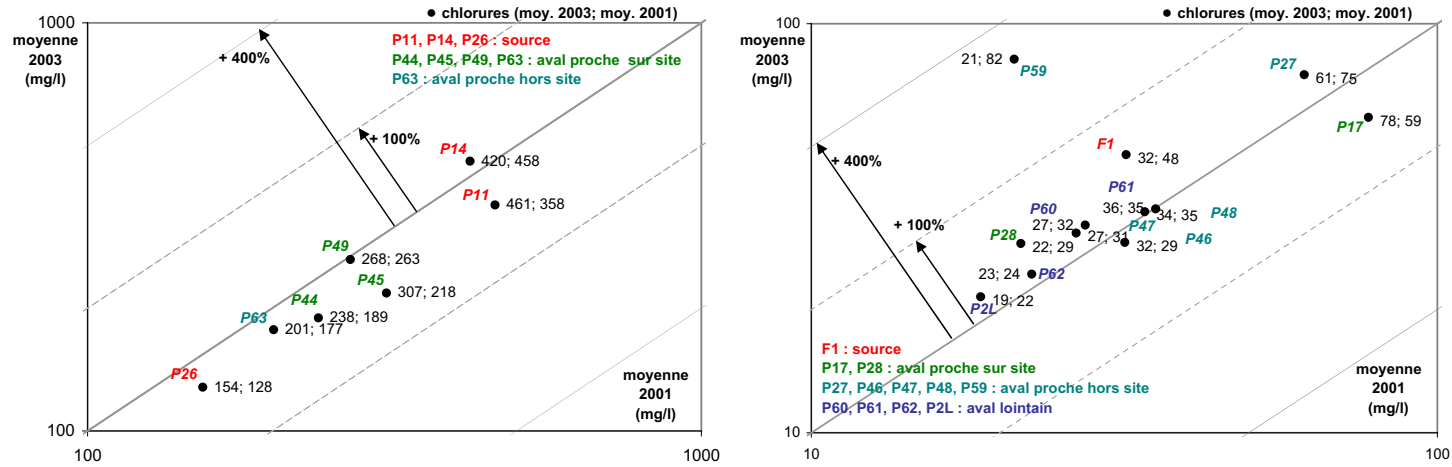 ● chlorures (moy. 2003; moy. 2001)
1000
moyenne
2003
(mg/l)
P11, P14, P26 : source
P44, P45, P49, P63 : aval proche sur site
P63 : aval proche hors site
+ 400%
+ 100%
P14
420; 458
P11
461; 358
P49
268; 263
P45
307; 218
P44
238; 189
P63
201; 177
P26
154; 128
moyenne
2001
(mg/l)
100
100
1000
● chlorures (moy. 2003; moy. 2001)
100
moyenne
2003
(mg/l)
21; 82
P59
P27
61; 75
P17
78; 59
F1
32; 48
+ 400%
+ 100%
P61
36; 35
34; 35
P48
P60
27; 32
P47
27; 31
P46
32; 29
P28
22; 29
23; 24
P62
19; 22
P2L
F1 : source
P17, P28 : aval proche sur site
P27, P46, P47, P48, P59 : aval proche hors site
P60, P61, P62, P2L : aval lointain
moyenne
2001
(mg/l)
10
10
100